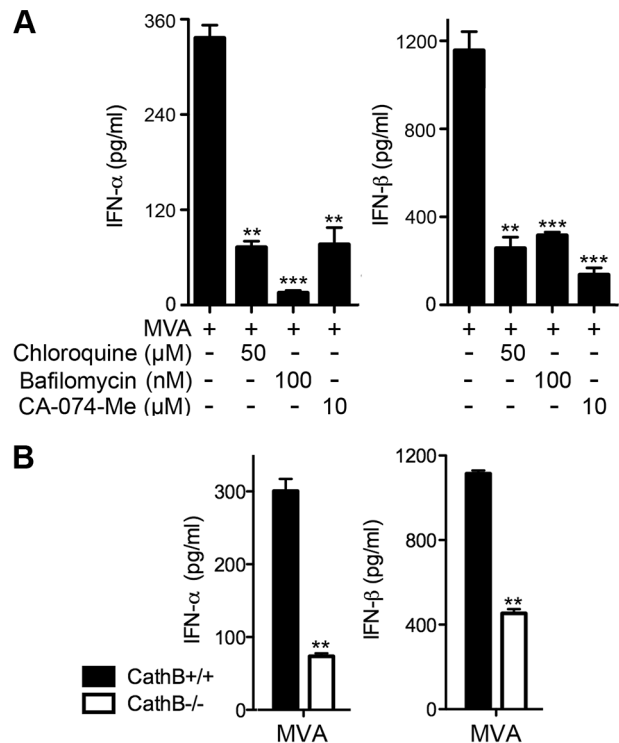 A
360
240
120
0
IFN-α (pg/ml)
** *** **
1200
800
400
0
IFN-β (pg/ml)
** *** ***
MVA + + + + + + + +
Chloroquine (μM) - 50 - - - 50 - -
Bafilomycin (nM) - - 100 - - - 100 -
CA-074-Me (μM) - - - 10 - - - 10
B
300
200
100
0
IFN-α (pg/ml)
**
MVA
1200
800
400
0
IFN-β (pg/ml)
**
MVA
CathB+/+
CathB-/-